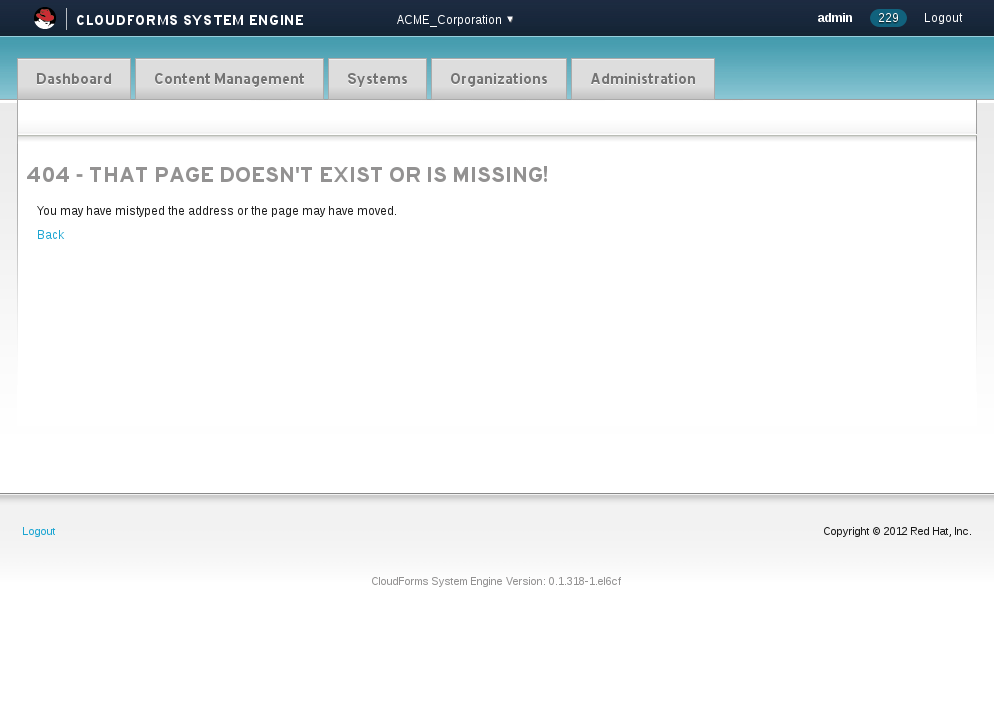 CLOUDFORMS SYSTEM ENGINE ACME_Corporation ▼ admin 229 Logout
Dashboard Content Management Systems Organizations Administration
404 - THAT PAGE DOESN'T EXIST OR IS MISSING!
You may have mistyped the address or the page may have moved.
Back
Logout Copyright © 2012 Red Hat, Inc.
CloudForms System Engine Version: 0.1.318-1.el6cf